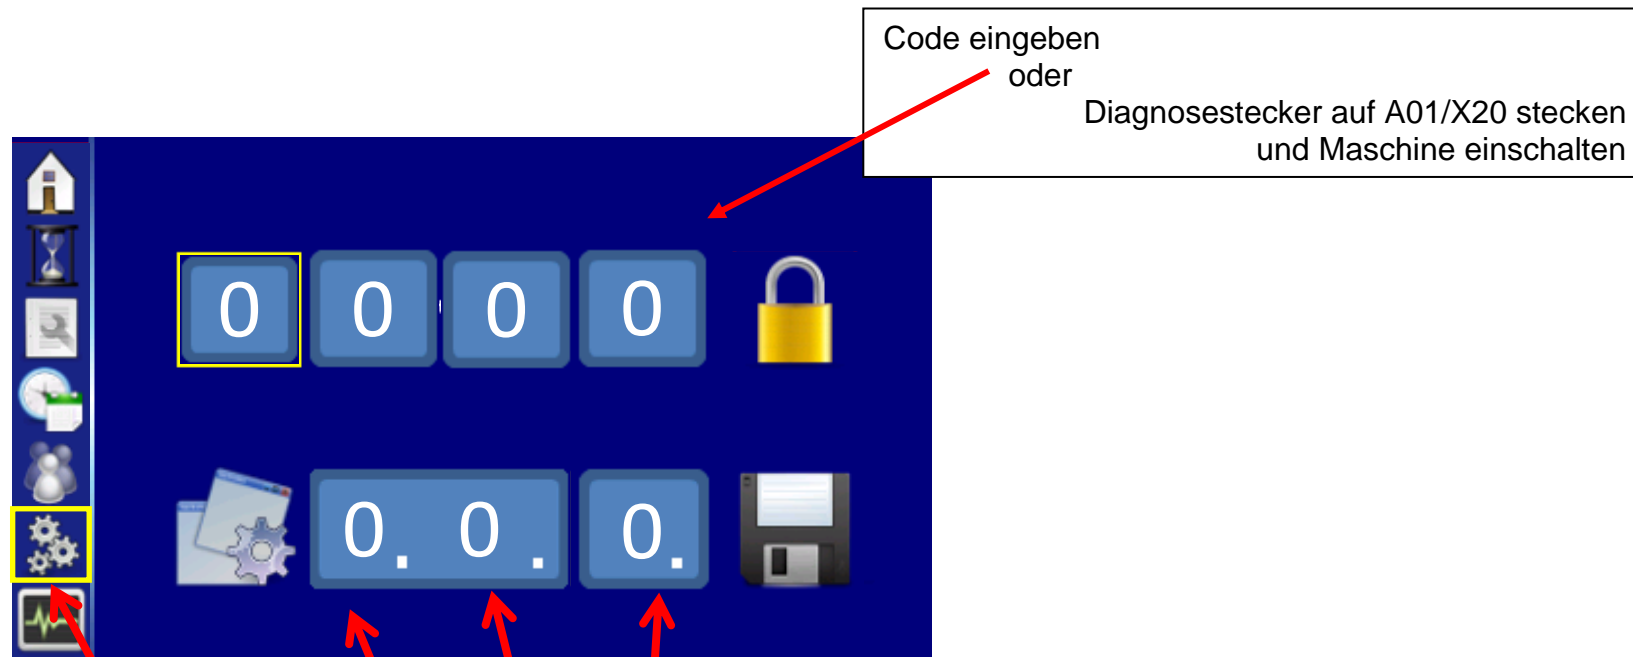 Code eingeben
oder
Diagnosestecker auf A01/X20 stecken
und Maschine einschalten
0 0 0 0
0. 0. 0.